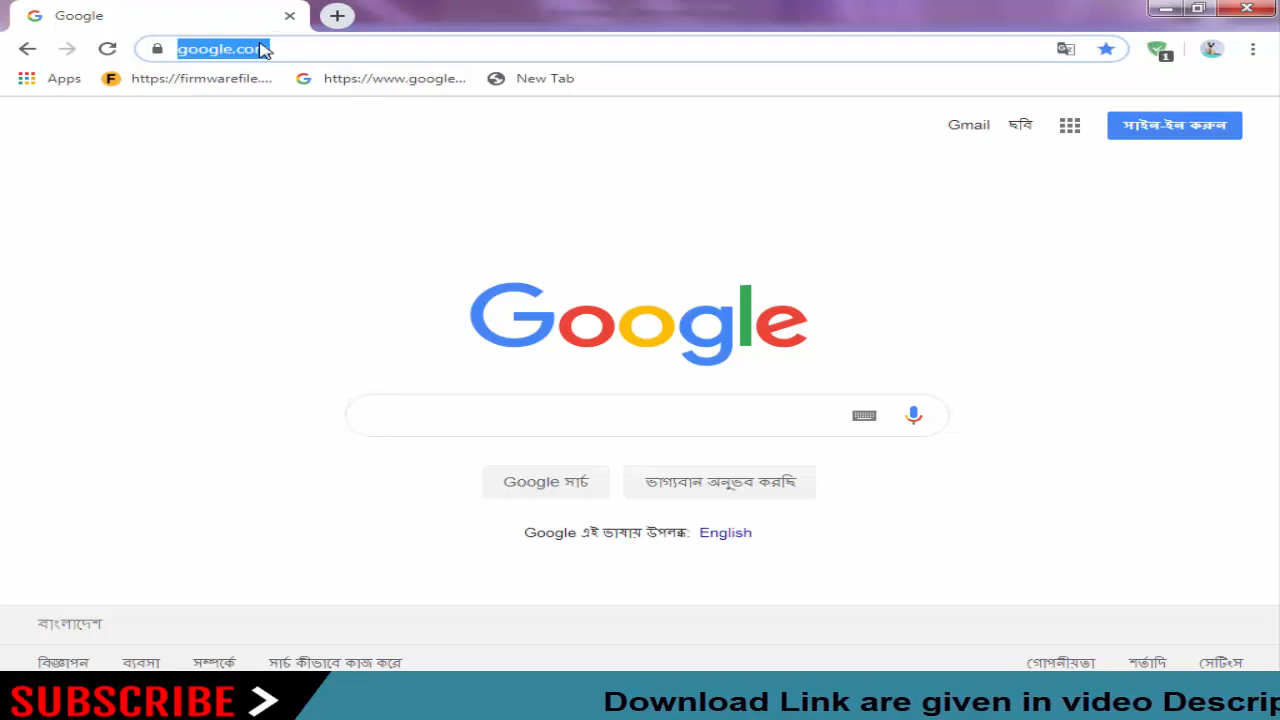 Google
google.com
Apps
https://firmwarefile....
https://www.google...
New Tab
1
Gmail
ছবি
সাইন-ইন করুন
Google
Google সার্চ
ভাগ্যবান অনুভব করছি
Google এই ভাষায় উপলব্ধ: English
বাংলাদেশ
বিজ্ঞাপন
ব্যবসা
সম্পর্কে
সার্চ কীভাবে কাজ করে
গোপনীয়তা
শর্তাদি
সেটিংস
SUBSCRIBE
Download Link are given in video Descrip